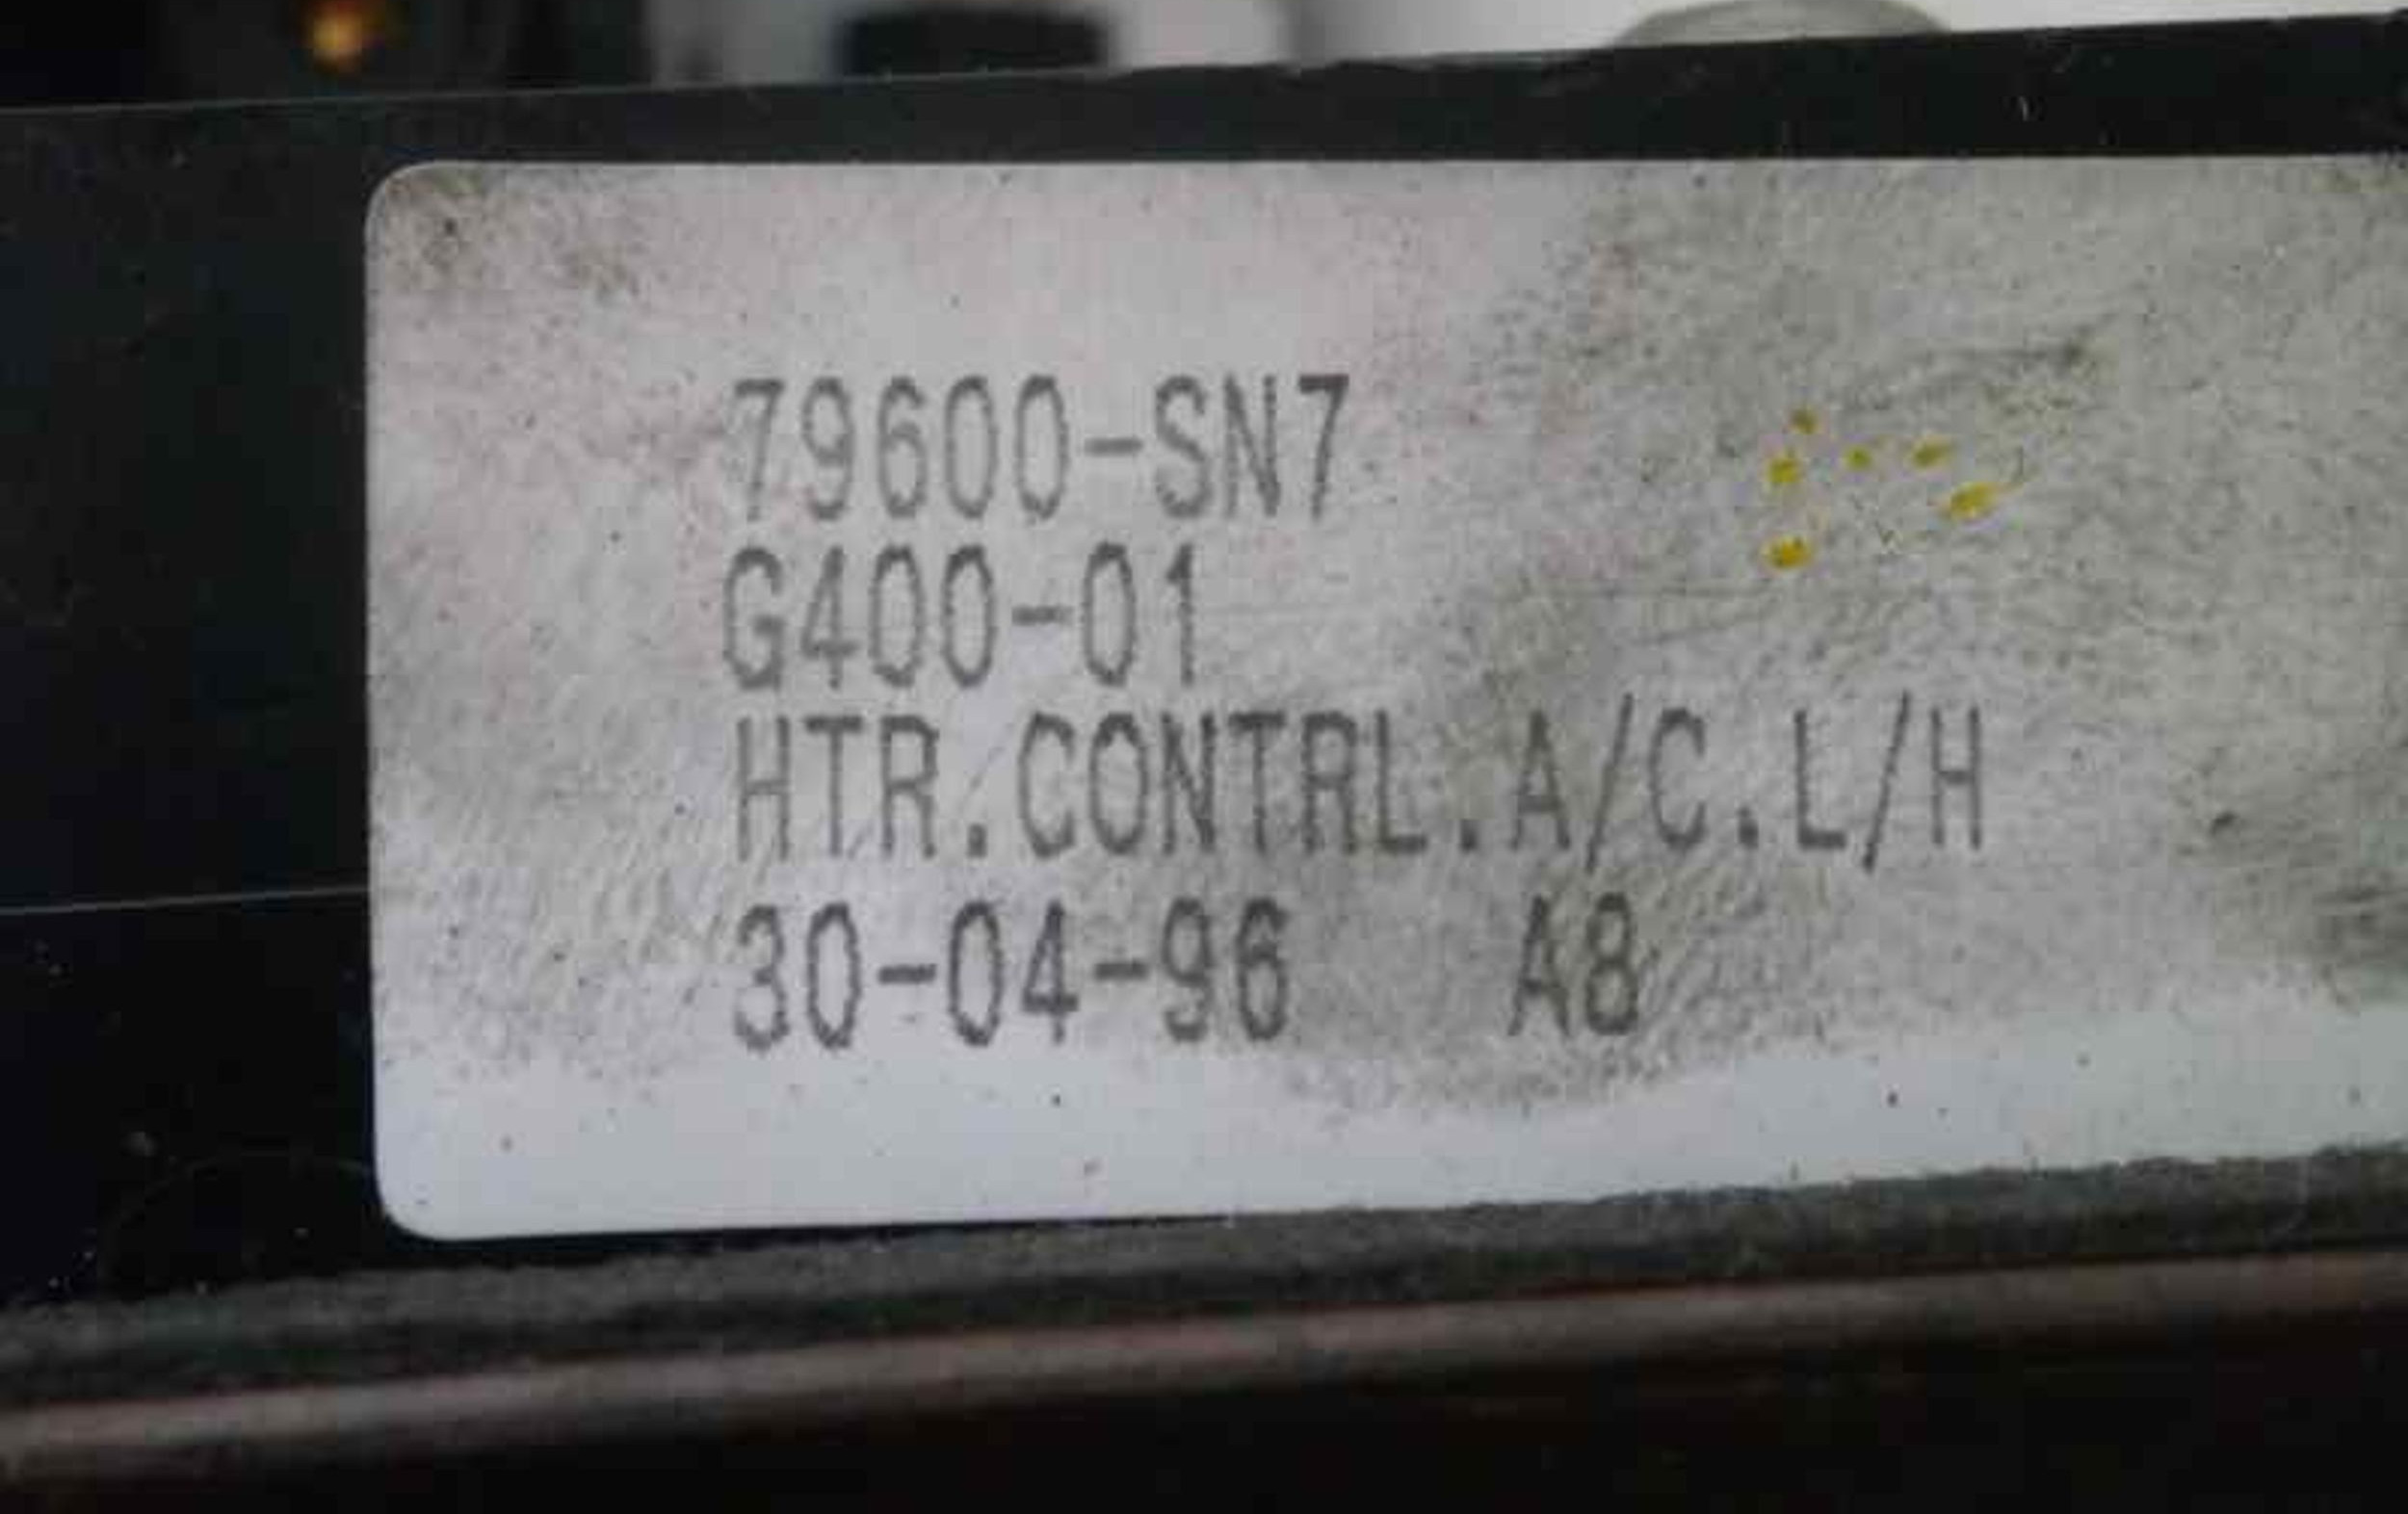 79600-SN7
G400-01
HTR.CONTRL.A/C.L/H
30-04-96 A8